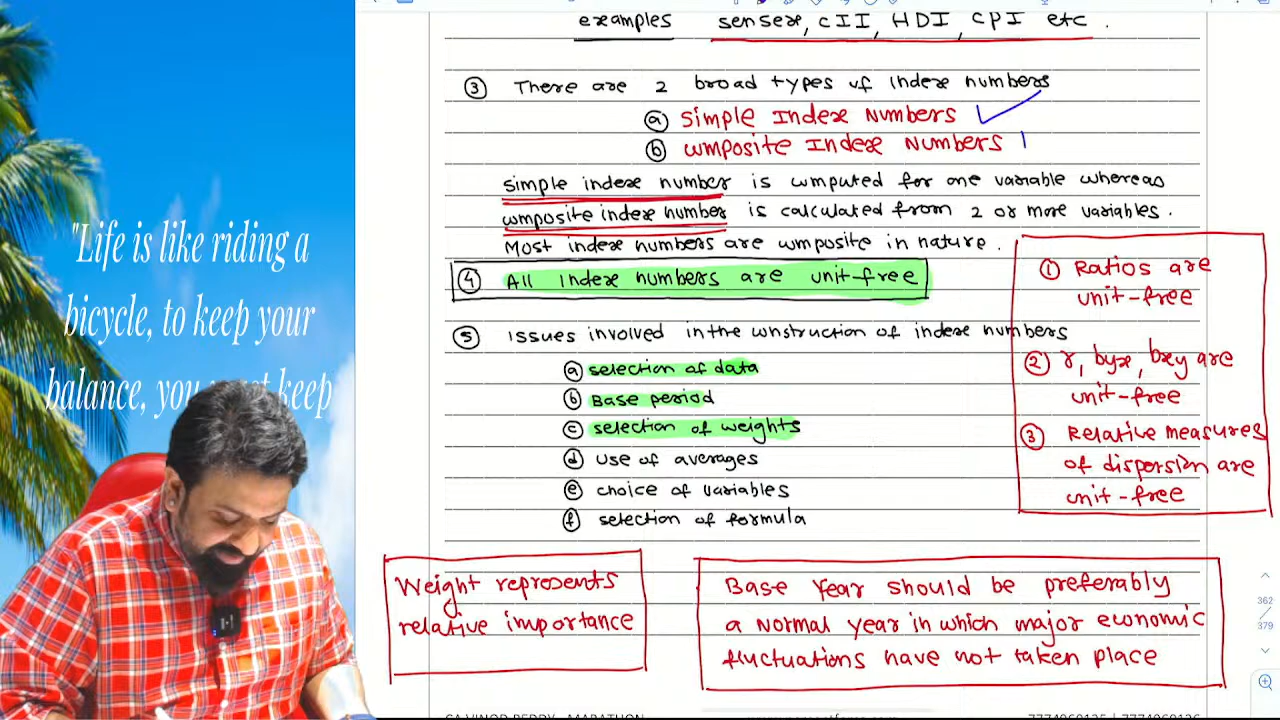 "Life is like riding a
bicycle, to keep your
balance, you must keep
examples sensex, CII, HDI, CPI etc.
③ There are 2 broad types of Index numbers
ⓐ Simple Index Numbers
ⓑ Composite Index Numbers
Simple index number is computed for one variable whereas
composite index number is calculated from 2 or more variables.
Most index numbers are composite in nature.
④ All Index numbers are unit-free
⑤ Issues involved in the construction of index numbers
ⓐ selection of data
ⓑ Base period
ⓒ selection of weights
ⓓ use of averages
ⓔ choice of variables
ⓕ selection of formula
① Ratios are
unit-free
② r, byx, bxy are
unit-free
③ Relative measures
of dispersion are
unit-free
Weight represents
relative importance
Base Year should be preferably
a normal year in which major economic
fluctuations have not taken place
362
379